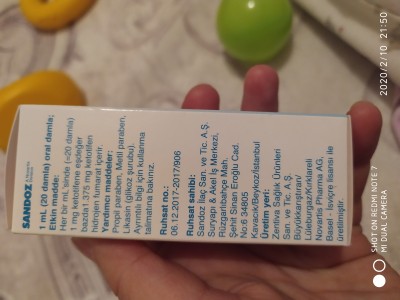 SANDOZ
1 mL (20 damla) oral damla;
Etkin madde:
Her bir mL'sinde (=20 damla)
1 mg ketotifene eşdeğer
bazda 1.375 mg ketotifen
hidrojen fumarat içerir.
Yardımcı maddeler:
Propil paraben, Metil paraben,
Likasin (glikoz şurubu).
Ayrıntılı bilgi için kullanma
talimatına bakınız.
Ruhsat no.:
06.12.2017-2017/906
Ruhsat sahibi:
Sandoz İlaç San. ve Tic. A.Ş.
Suryapı & Akel İş Merkezi,
Rüzgarlıbahçe Mah.
Şehit Sinan Eroğlu Cad.
No:6 34805
Kavacık/Beykoz/İstanbul
Üretim yeri:
Zentiva Sağlık Ürünleri
San. ve Tic. A.Ş.
Büyükkarıştıran/
Lüleburgaz/Kırklareli
Novartis Pharma AG,
Basel - İsviçre lisansı ile
üretilmiştir.
2020/2/10 21:50
SHOT ON REDMI NOTE 7
MI DUAL CAMERA